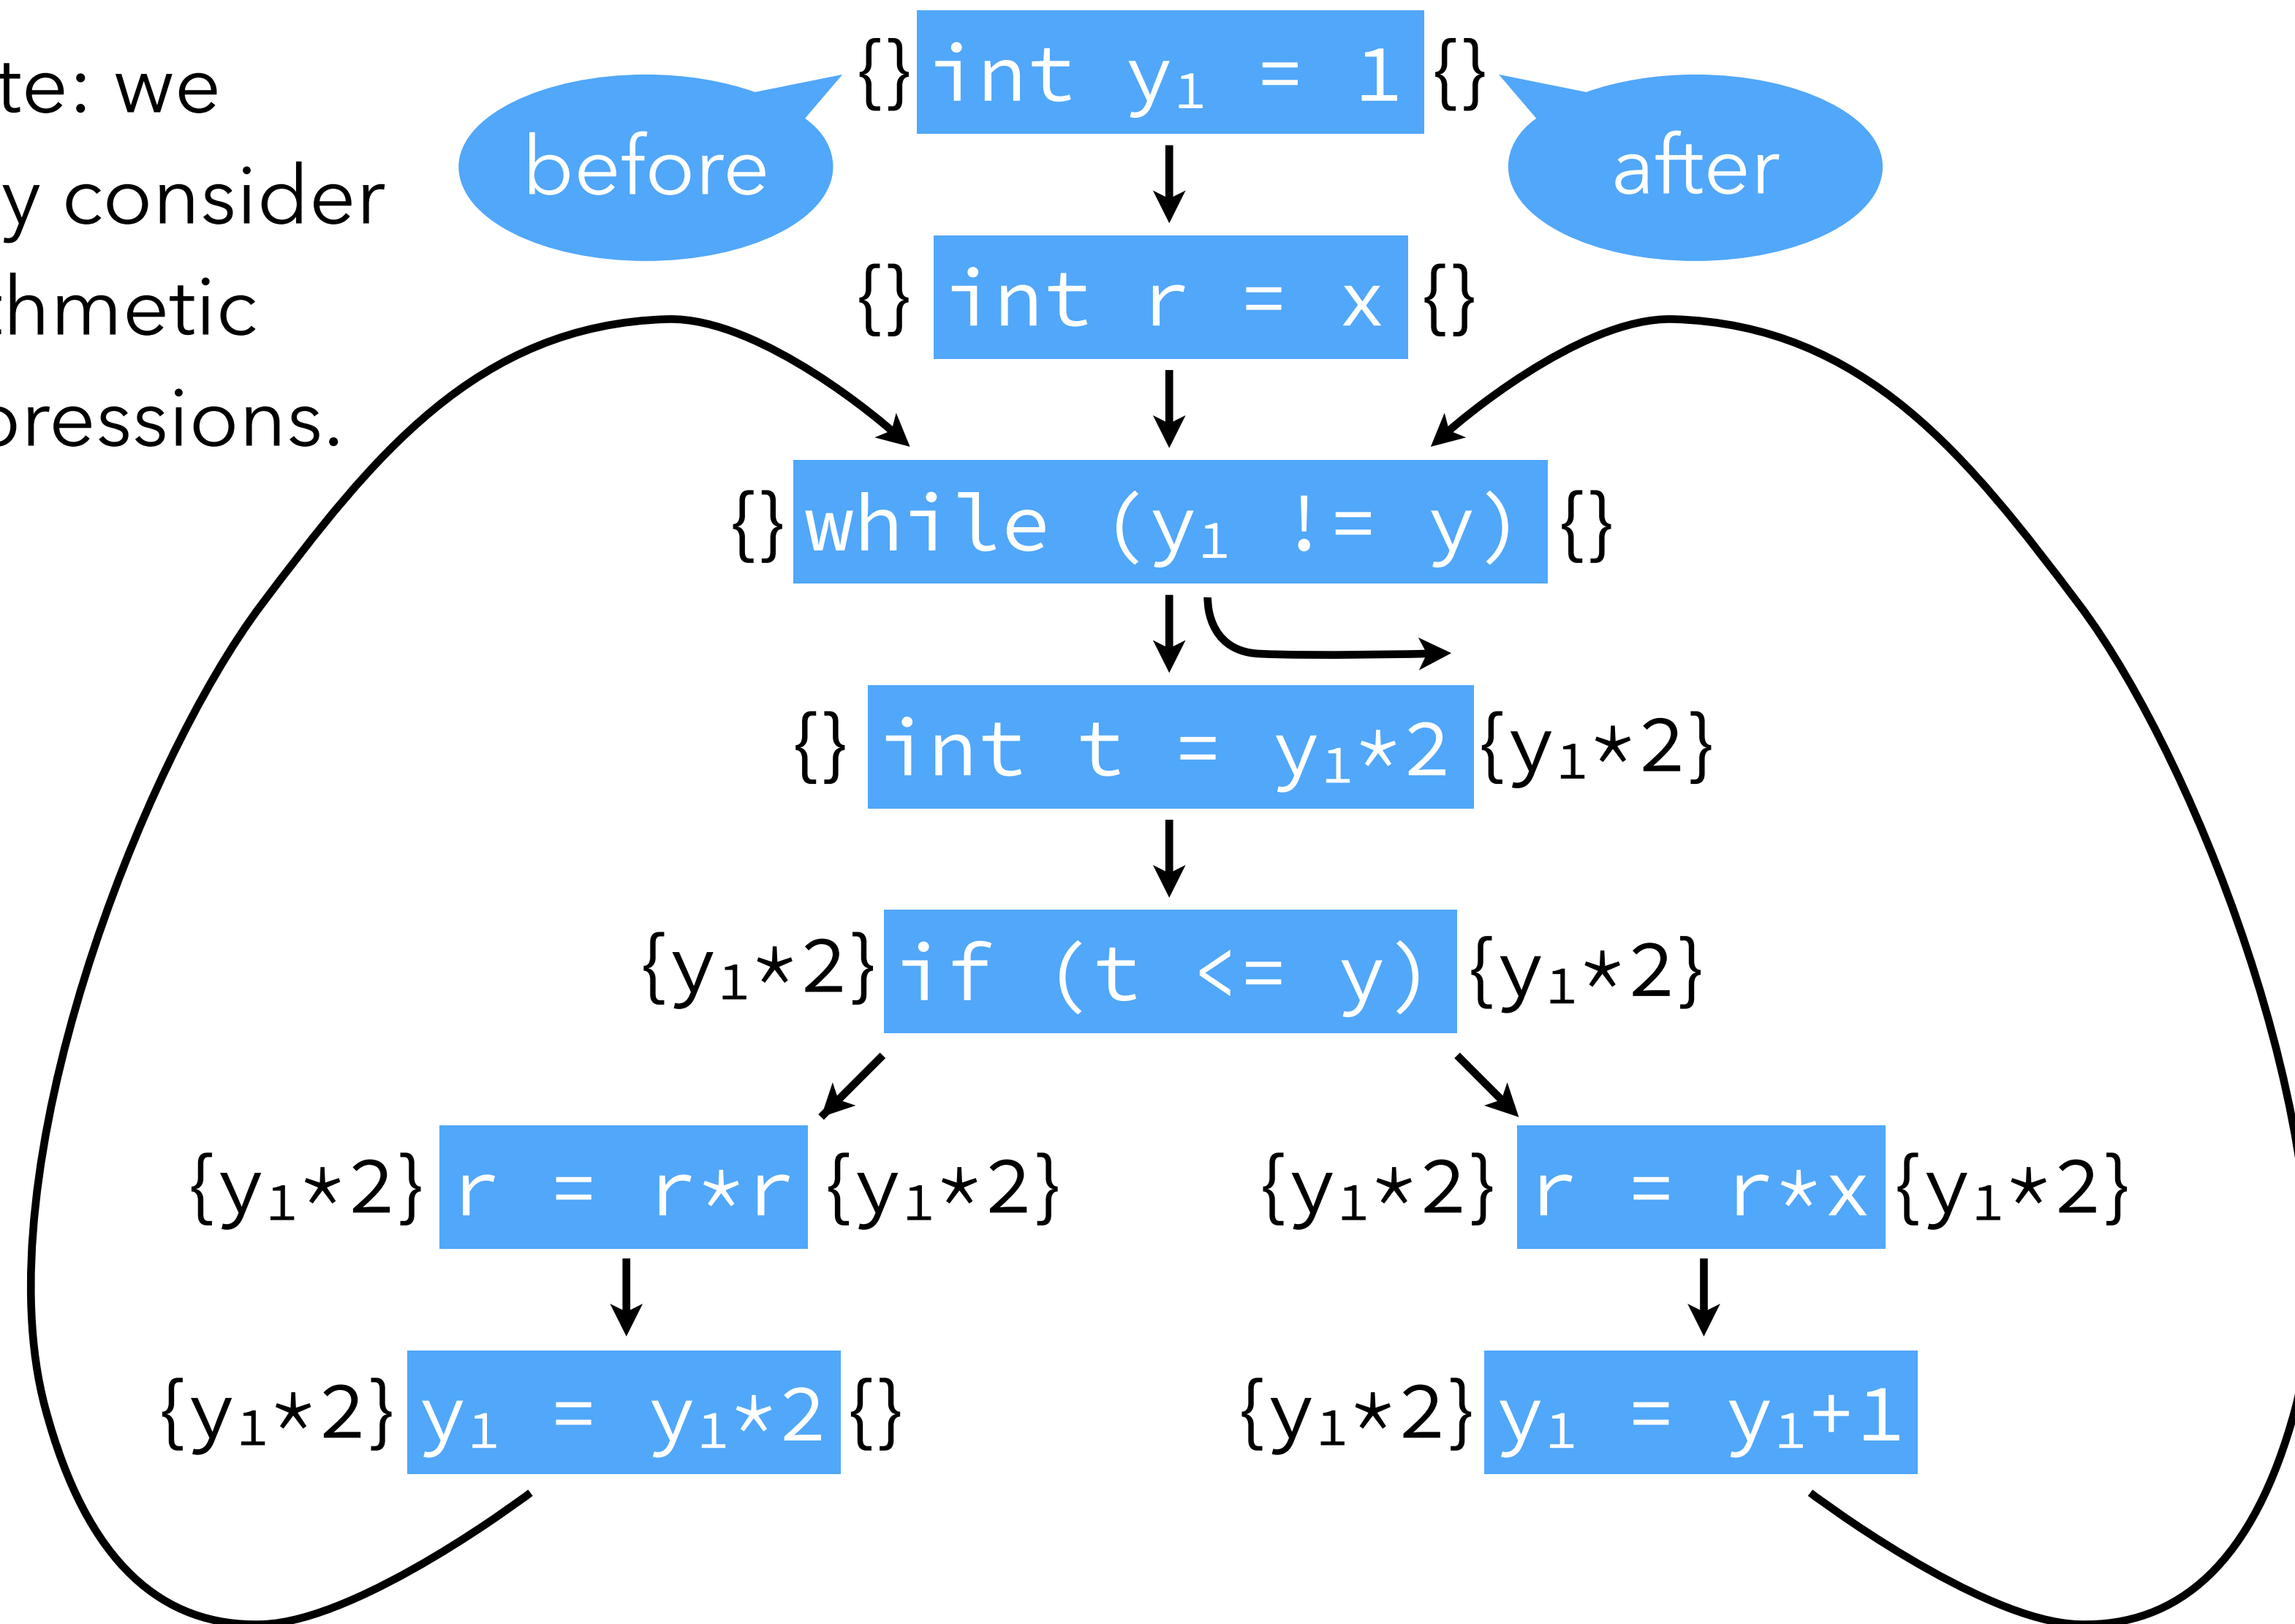 te: we
y consider
hmetic
ressions.
before
after
{} int y₁ = 1 {}
{} int r = x {}
{} while (y₁ != y) {}
{} int t = y₁*2 {y₁*2}
{y₁*2} if (t <= y) {y₁*2}
{y₁*2} r = r*r {y₁*2} {y₁*2} r = r*x {y₁*2}
{y₁*2} y₁ = y₁*2 {} {y₁*2} y₁ = y₁+1